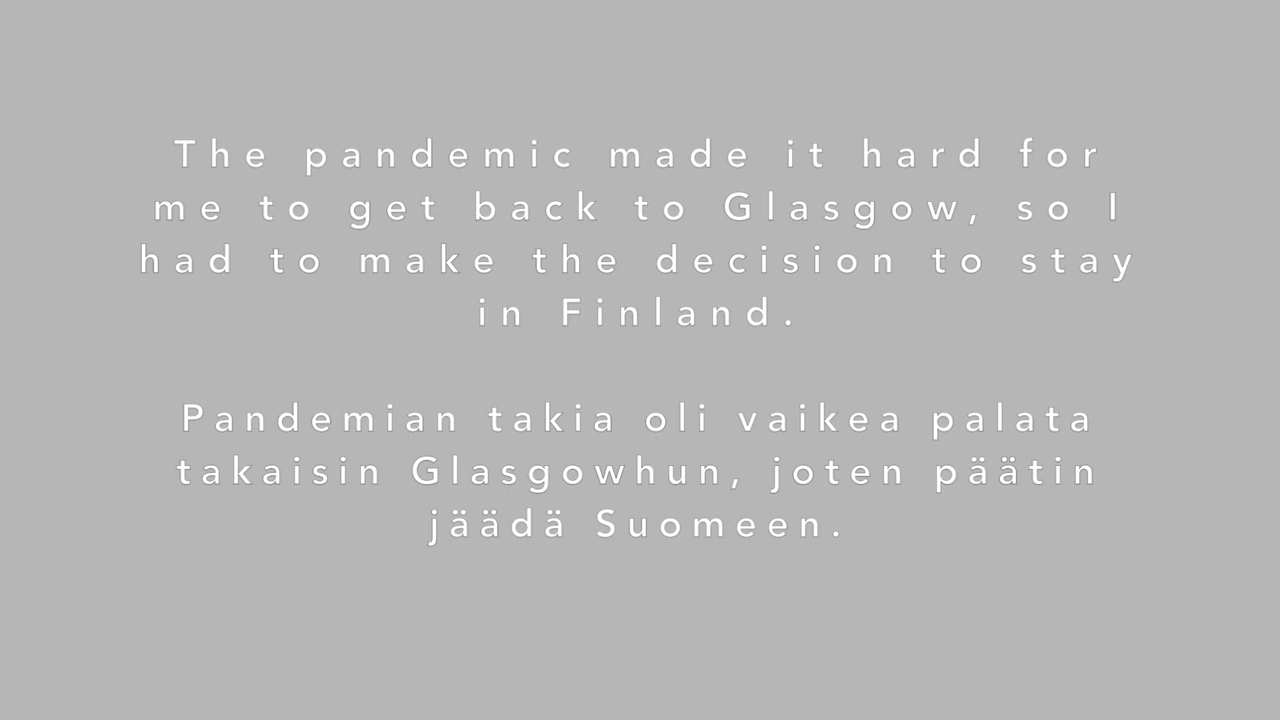 The pandemic made it hard for
me to get back to Glasgow, so I
had to make the decision to stay
in Finland.
Pandemian takia oli vaikea palata
takaisin Glasgowhun, joten päätin
jäädä Suomeen.